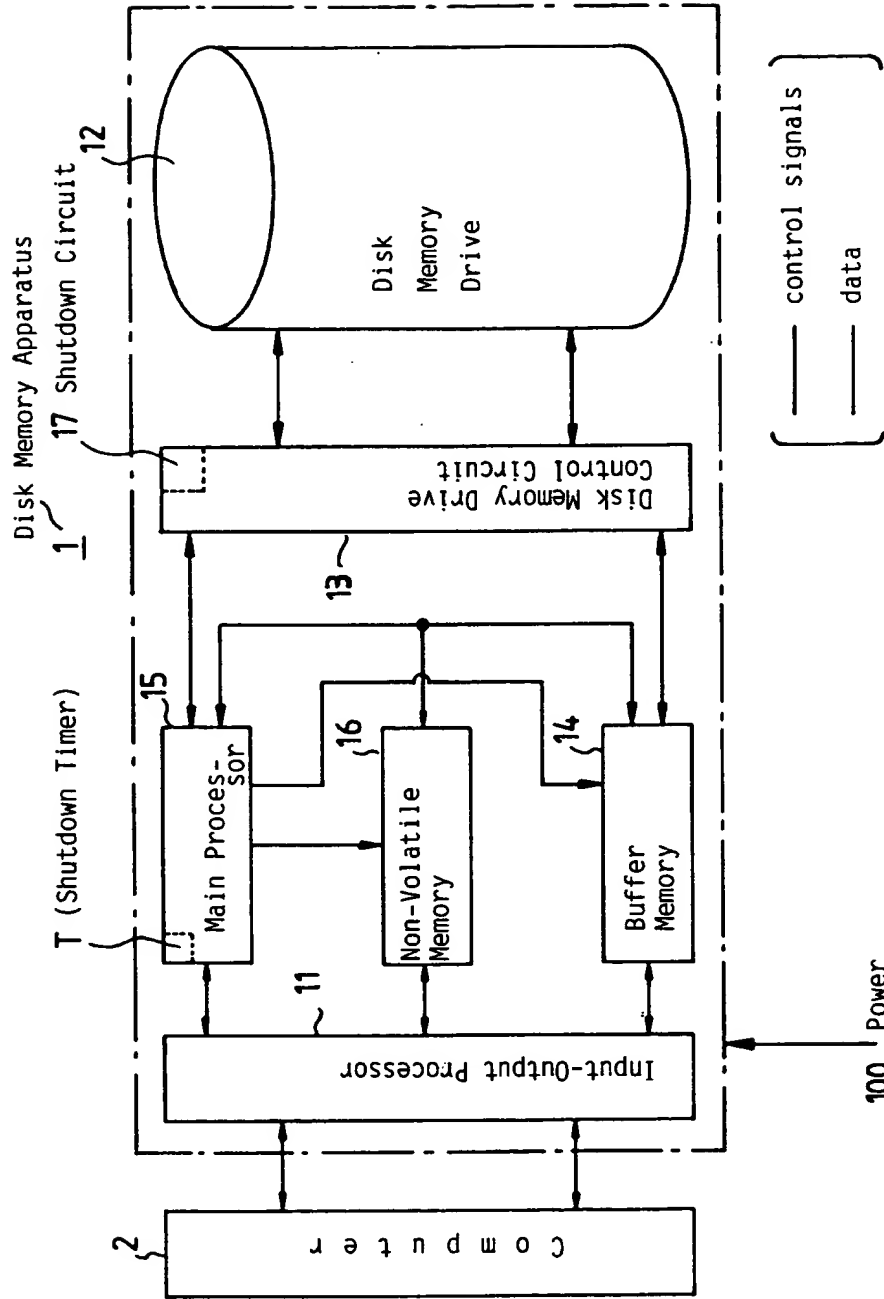 Disk Memory Apparatus
1
17 Shutdown Circuit
12
T (Shutdown Timer)
15
Main Proces-
sor
13
Disk Memory Drive
Control Circuit
Disk
Memory
Drive
16
Non-Volatile
Memory
14
Buffer
Memory
11
Input-Output Processor
2
Computer
100 Power
control signals
data